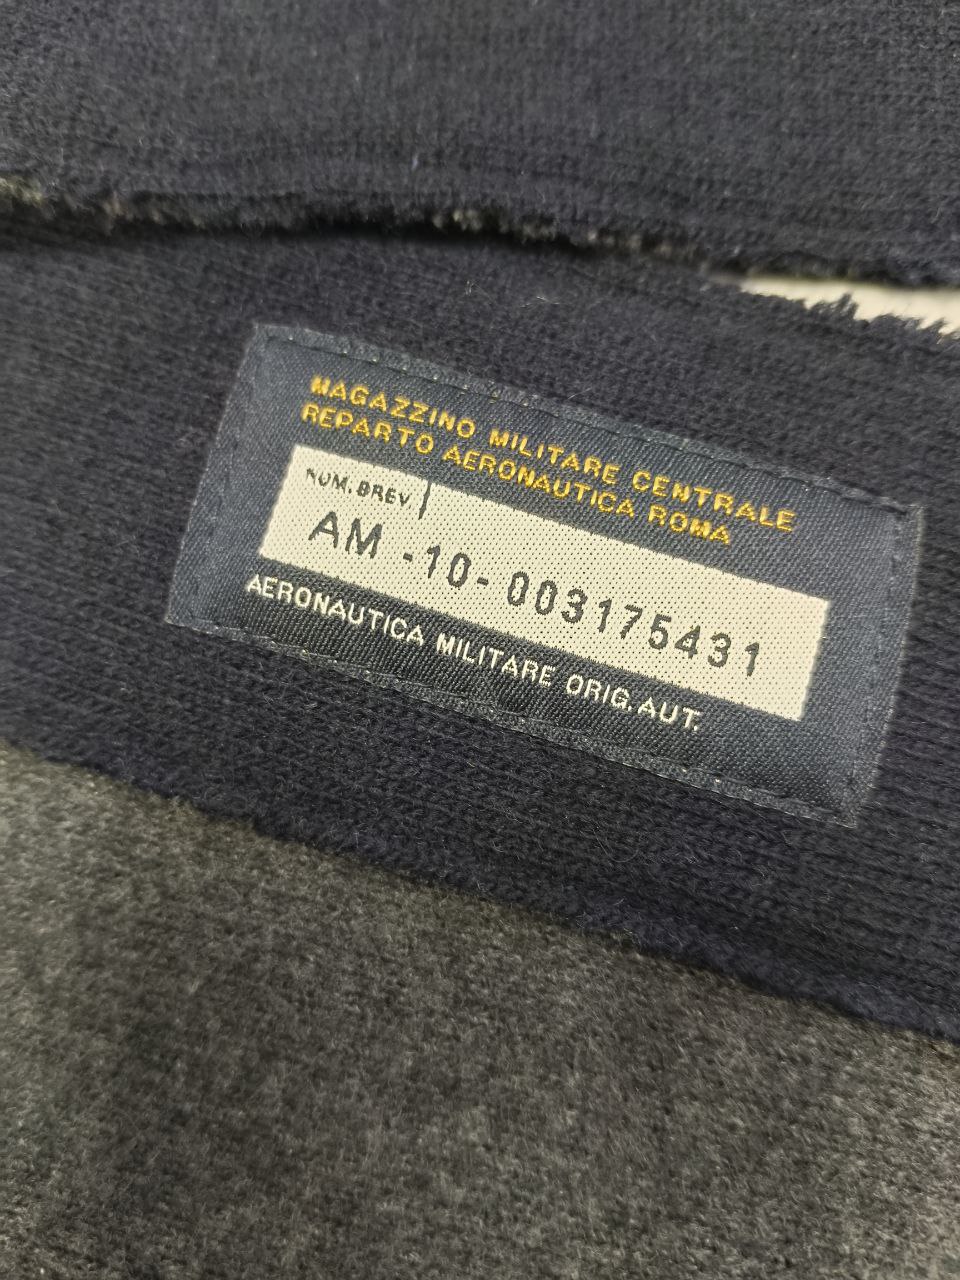 MAGAZZINO MILITARE CENTRALE
REPARTO AERONAUTICA ROMA
NUM.BREV.
AM -10- 003175431
AERONAUTICA MILITARE ORIG.AUT.